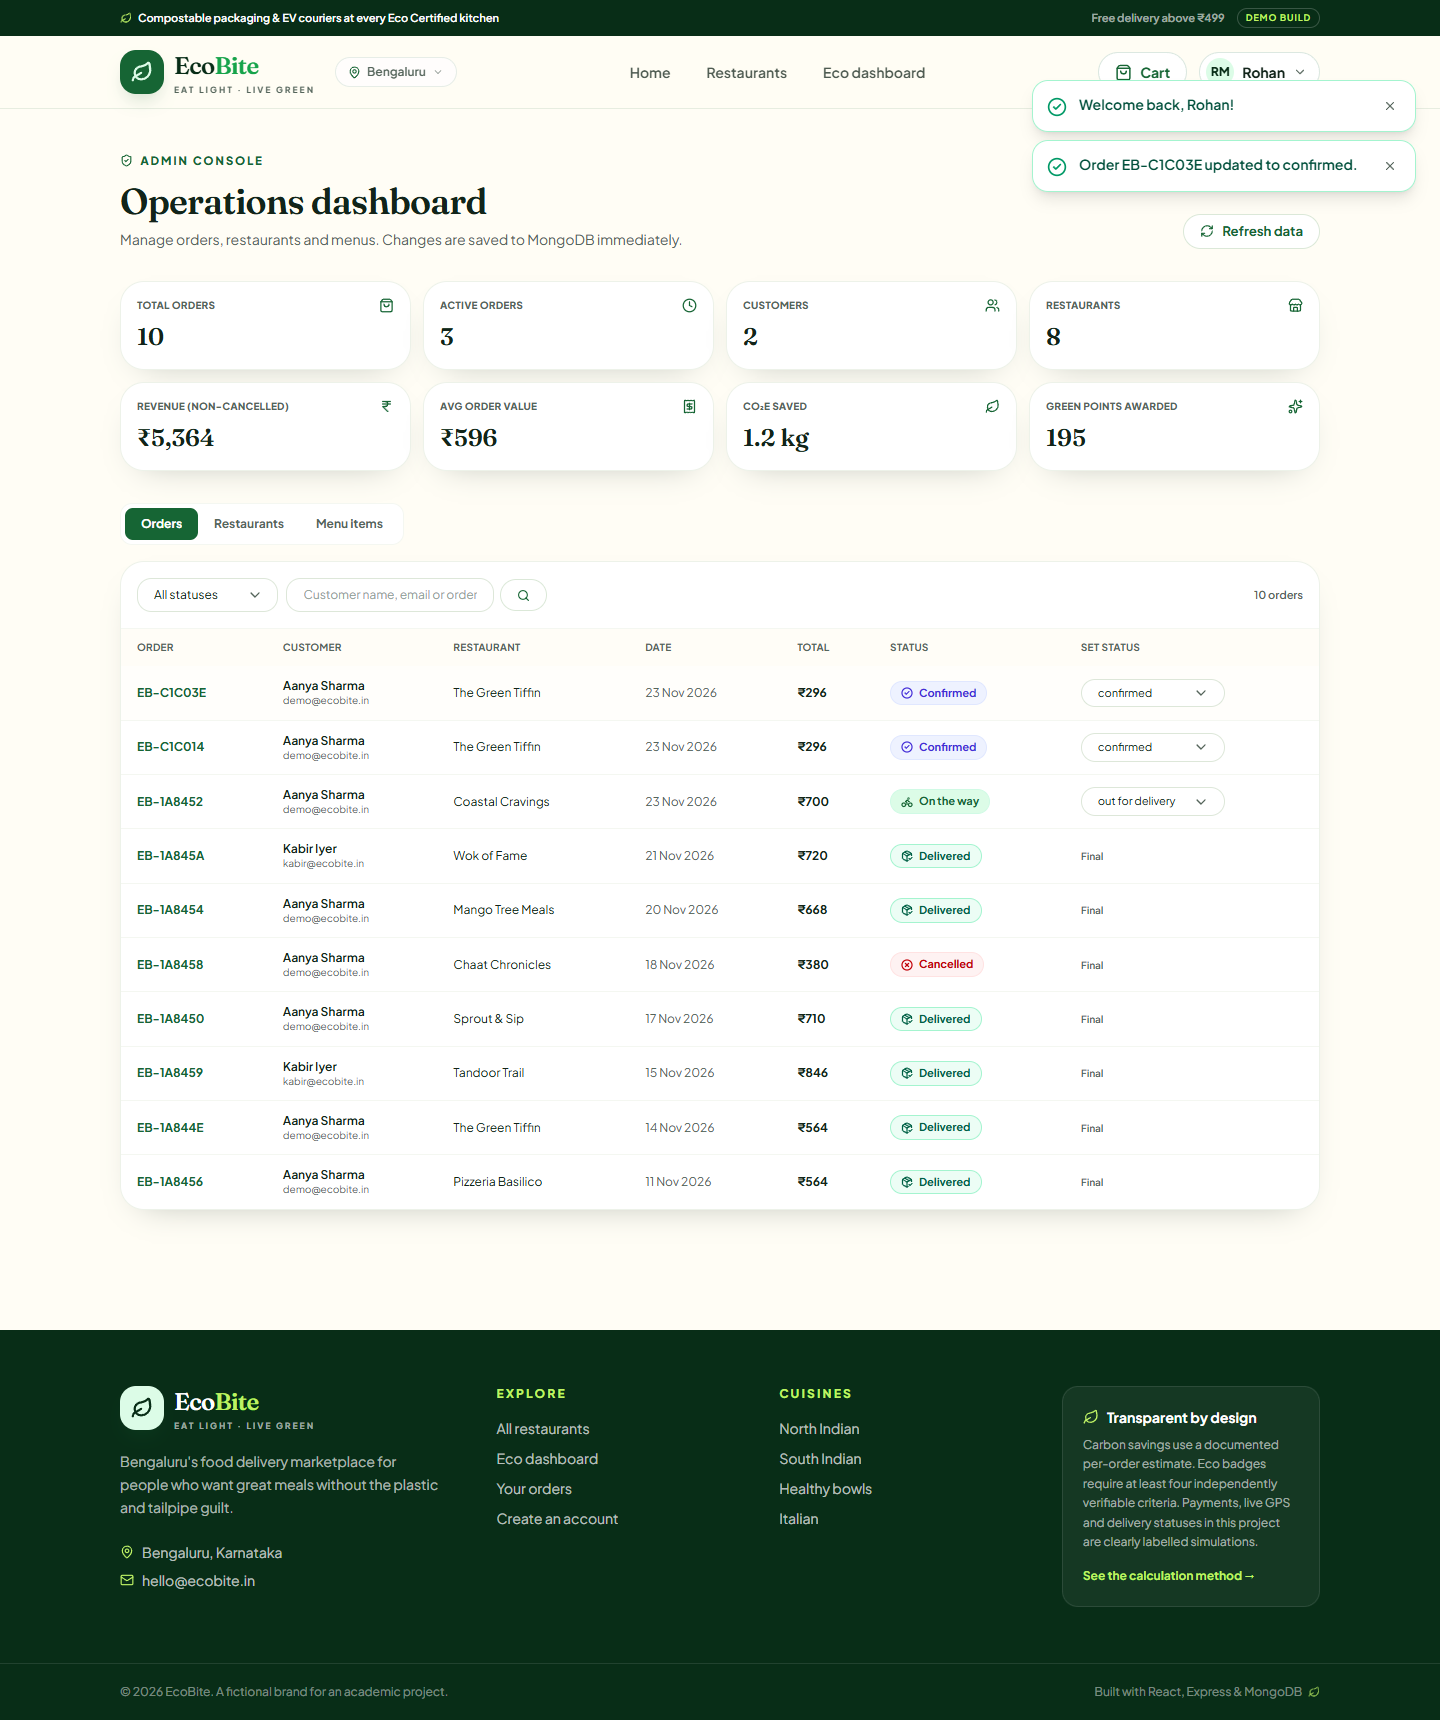 Compostable packaging & EV couriers at every Eco Certified kitchen
Free delivery above ₹499 DEMO BUILD
EcoBite
EAT LIGHT · LIVE GREEN
Bengaluru
Home Restaurants Eco dashboard
Cart
RM Rohan
Welcome back, Rohan!
Order EB-C1C03E updated to confirmed.
ADMIN CONSOLE
Operations dashboard
Manage orders, restaurants and menus. Changes are saved to MongoDB immediately.
Refresh data
TOTAL ORDERS
10
ACTIVE ORDERS
3
CUSTOMERS
2
RESTAURANTS
8
REVENUE (NON-CANCELLED)
₹5,364
AVG ORDER VALUE
₹596
CO₂E SAVED
1.2 kg
GREEN POINTS AWARDED
195
Orders Restaurants Menu items
All statuses
Customer name, email or order
10 orders
ORDER CUSTOMER RESTAURANT DATE TOTAL STATUS SET STATUS
EB-C1C03E Aanya Sharma The Green Tiffin 23 Nov 2026 ₹296 Confirmed confirmed
demo@ecobite.in
EB-C1C014 Aanya Sharma The Green Tiffin 23 Nov 2026 ₹296 Confirmed confirmed
demo@ecobite.in
EB-1A8452 Aanya Sharma Coastal Cravings 23 Nov 2026 ₹700 On the way out for delivery
demo@ecobite.in
EB-1A845A Kabir Iyer Wok of Fame 21 Nov 2026 ₹720 Delivered Final
kabir@ecobite.in
EB-1A8454 Aanya Sharma Mango Tree Meals 20 Nov 2026 ₹668 Delivered Final
demo@ecobite.in
EB-1A8458 Aanya Sharma Chaat Chronicles 18 Nov 2026 ₹380 Cancelled Final
demo@ecobite.in
EB-1A8450 Aanya Sharma Sprout & Sip 17 Nov 2026 ₹710 Delivered Final
demo@ecobite.in
EB-1A8459 Kabir Iyer Tandoor Trail 15 Nov 2026 ₹846 Delivered Final
kabir@ecobite.in
EB-1A844E Aanya Sharma The Green Tiffin 14 Nov 2026 ₹564 Delivered Final
demo@ecobite.in
EB-1A8456 Aanya Sharma Pizzeria Basilico 11 Nov 2026 ₹564 Delivered Final
demo@ecobite.in
EcoBite
EAT LIGHT · LIVE GREEN
Bengaluru's food delivery marketplace for
people who want great meals without the plastic
and tailpipe guilt.
Bengaluru, Karnataka
hello@ecobite.in
EXPLORE
All restaurants
Eco dashboard
Your orders
Create an account
CUISINES
North Indian
South Indian
Healthy bowls
Italian
Transparent by design
Carbon savings use a documented
per-order estimate. Eco badges
require at least four independently
verifiable criteria. Payments, live GPS
and delivery statuses in this project
are clearly labelled simulations.
See the calculation method →
© 2026 EcoBite. A fictional brand for an academic project.
Built with React, Express & MongoDB